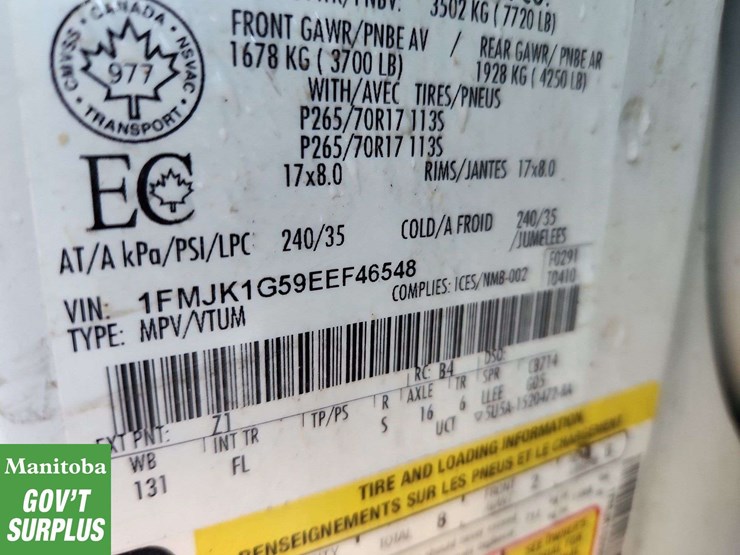 3502 KG ( 7720 LB)
CANADA
CMVSS NSVAC
977
TRANSPORT
FRONT GAWR/PNBE AV / REAR GAWR/ PNBE AR
1678 KG ( 3700 LB) 1928 KG ( 4250 LB)
WITH/AVEC TIRES/PNEUS
P265/70R17 113S
P265/70R17 113S
17x8.0 RIMS/JANTES 17x8.0
EC
AT/A kPa/PSI/LPC 240/35 COLD/A FROID 240/35
/JUMELEES
VIN: 1FMJK1G59EEF46548
COMPLIES: ICES/NMB-002 F0291
TYPE: MPV/VTUM T0410
RC: B4 DSO:
EXT PNT: Z1
WB INT TR TP/PS R AXLE TR SPR
131 FL S 16 6
UCT
TIRE AND LOADING INFORMATION
RENSEIGNEMENTS SUR LES PNEUS ET LE CHARGEMENT
TOTAL 8
Manitoba
GOV'T
SURPLUS